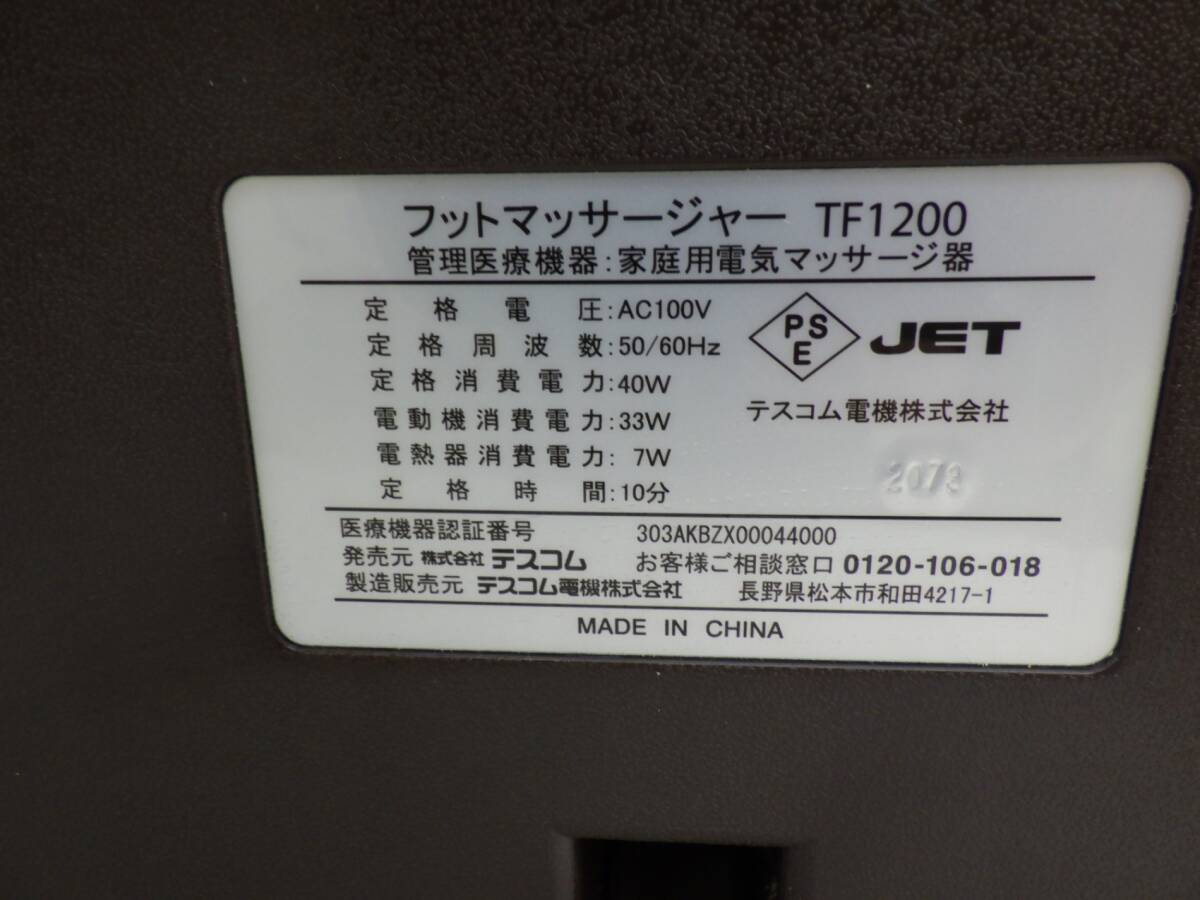 フットマッサージャー TF1200
管理医療機器:家庭用電気マッサージ器
定格電圧:AC100V
定格周波数:50/60Hz
定格消費電力:40W
電動機消費電力:33W
電熱器消費電力: 7W
定格時間:10分
PSE JET
テスコム電機株式会社
2073
医療機器認証番号 303AKBZX00044000
発売元 株式会社 テスコム お客様ご相談窓口 0120-106-018
製造販売元 テスコム電機株式会社 長野県松本市和田4217-1
MADE IN CHINA